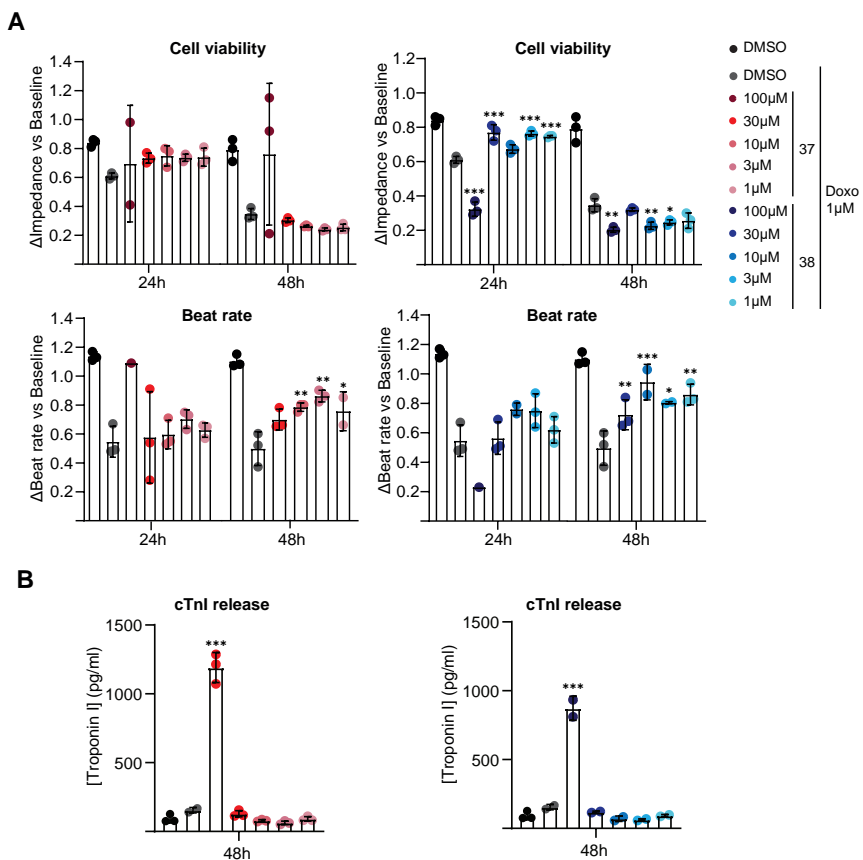 A
Cell viability
ΔImpedance vs Baseline
1.4
1.2
1.0
0.8
0.6
0.4
0.2
24h
48h
Cell viability
ΔImpedance vs Baseline
1.2
1.0
0.8
0.6
0.4
0.2
0
***
***
***
***
**
**
*
24h
48h
DMSO
DMSO
100µM
30µM
10µM
3µM
1µM
100µM
30µM
10µM
3µM
1µM
37
38
Doxo
1µM
Beat rate
ΔBeat rate vs Baseline
1.4
1.2
1.0
0.8
0.6
0.4
0.2
**
**
*
24h
48h
Beat rate
ΔBeat rate vs Baseline
1.4
1.2
1.0
0.8
0.6
0.4
0.2
**
***
*
**
24h
48h
B
cTnI release
[Troponin I] (pg/ml)
1500
1000
500
***
48h
cTnI release
[Troponin I] (pg/ml)
1500
1000
500
***
48h